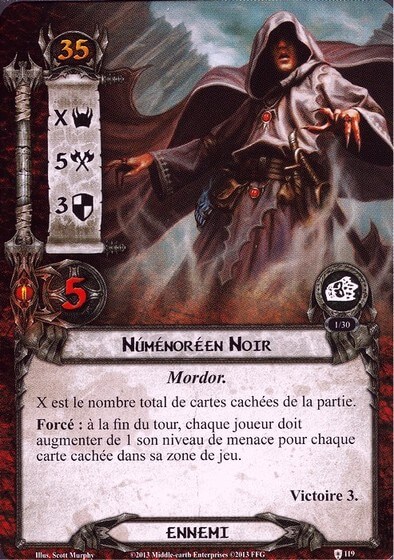 35
X
5
3
5
1/30
Núménoréen Noir
Mordor.
X est le nombre total de cartes cachées de la partie.
Forcé : à la fin du tour, chaque joueur doit
augmenter de 1 son niveau de menace pour chaque
carte cachée dans sa zone de jeu.
Victoire 3.
ENNEMI
Illus. Scott Murphy ©2013 Middle-earth Enterprises ©2013 FFG 119